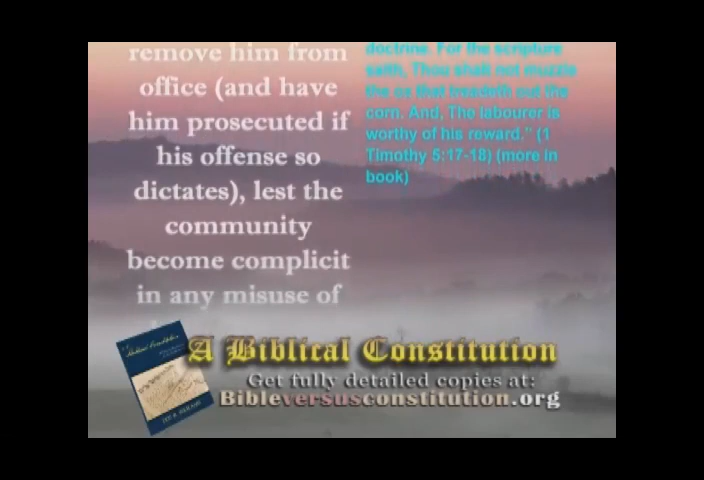 remove him from
office (and have
him prosecuted if
his offense so
dictates), lest the
community
become complicit
in any misuse of
doctrine. For the scripture
saith, Thou shalt not muzzle
the ox that treadeth out the
corn. And, The labourer is
worthy of his reward." (1
Timothy 5:17-18) (more in
book)
A Biblical Constitution
Get fully detailed copies at:
Bibleversusconstitution.org